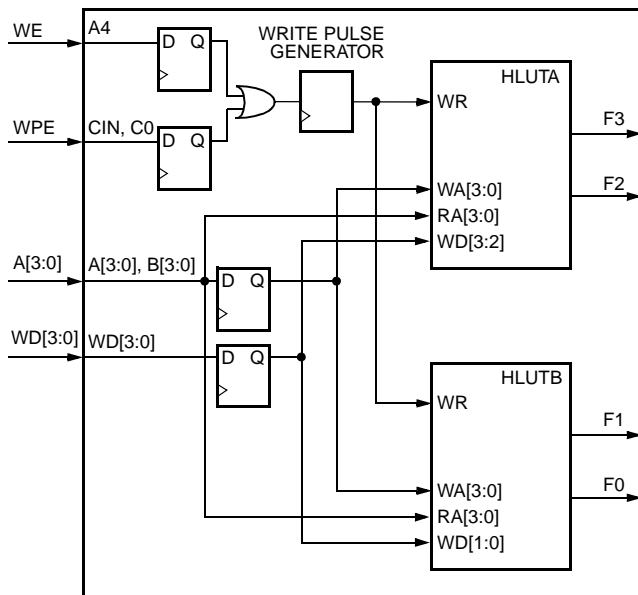 WE
A4
D Q
WRITE PULSE
GENERATOR
HLUTA
WR
F3
WPE
CIN, C0
D Q
F2
WA[3:0]
RA[3:0]
WD[3:2]
A[3:0]
A[3:0], B[3:0]
D Q
WD[3:0]
WD[3:0]
D Q
HLUTB
WR
F1
WA[3:0]
F0
RA[3:0]
WD[1:0]